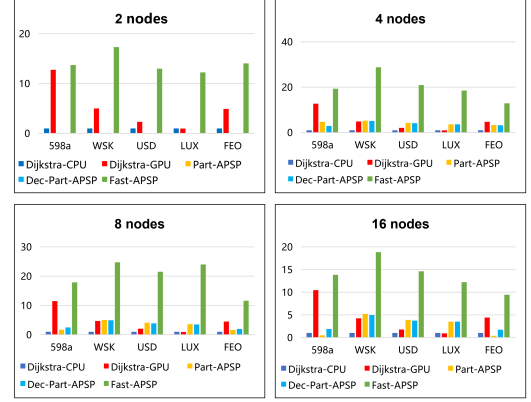 2 nodes
20
10
0
598a WSK USD LUX FEO
Dijkstra-CPU Dijkstra-GPU Part-APSP
Dec-Part-APSP Fast-APSP
4 nodes
40
20
0
598a WSK USD LUX FEO
Dijkstra-CPU Dijkstra-GPU Part-APSP
Dec-Part-APSP Fast-APSP
8 nodes
30
20
10
0
598a WSK USD LUX FEO
Dijkstra-CPU Dijkstra-GPU Part-APSP
Dec-Part-APSP Fast-APSP
16 nodes
20
15
10
5
0
598a WSK USD LUX FEO
Dijkstra-CPU Dijkstra-GPU Part-APSP
Dec-Part-APSP Fast-APSP